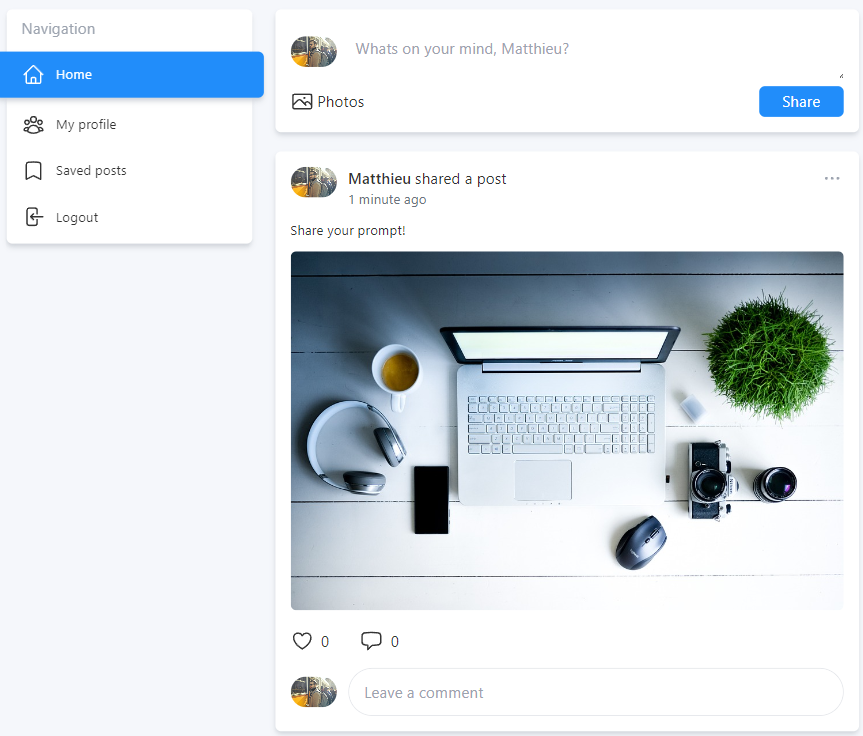 Navigation
Home
My profile
Saved posts
Logout
Whats on your mind, Matthieu?
Photos
Share
Matthieu shared a post
1 minute ago
Share your prompt!
0
0
Leave a comment